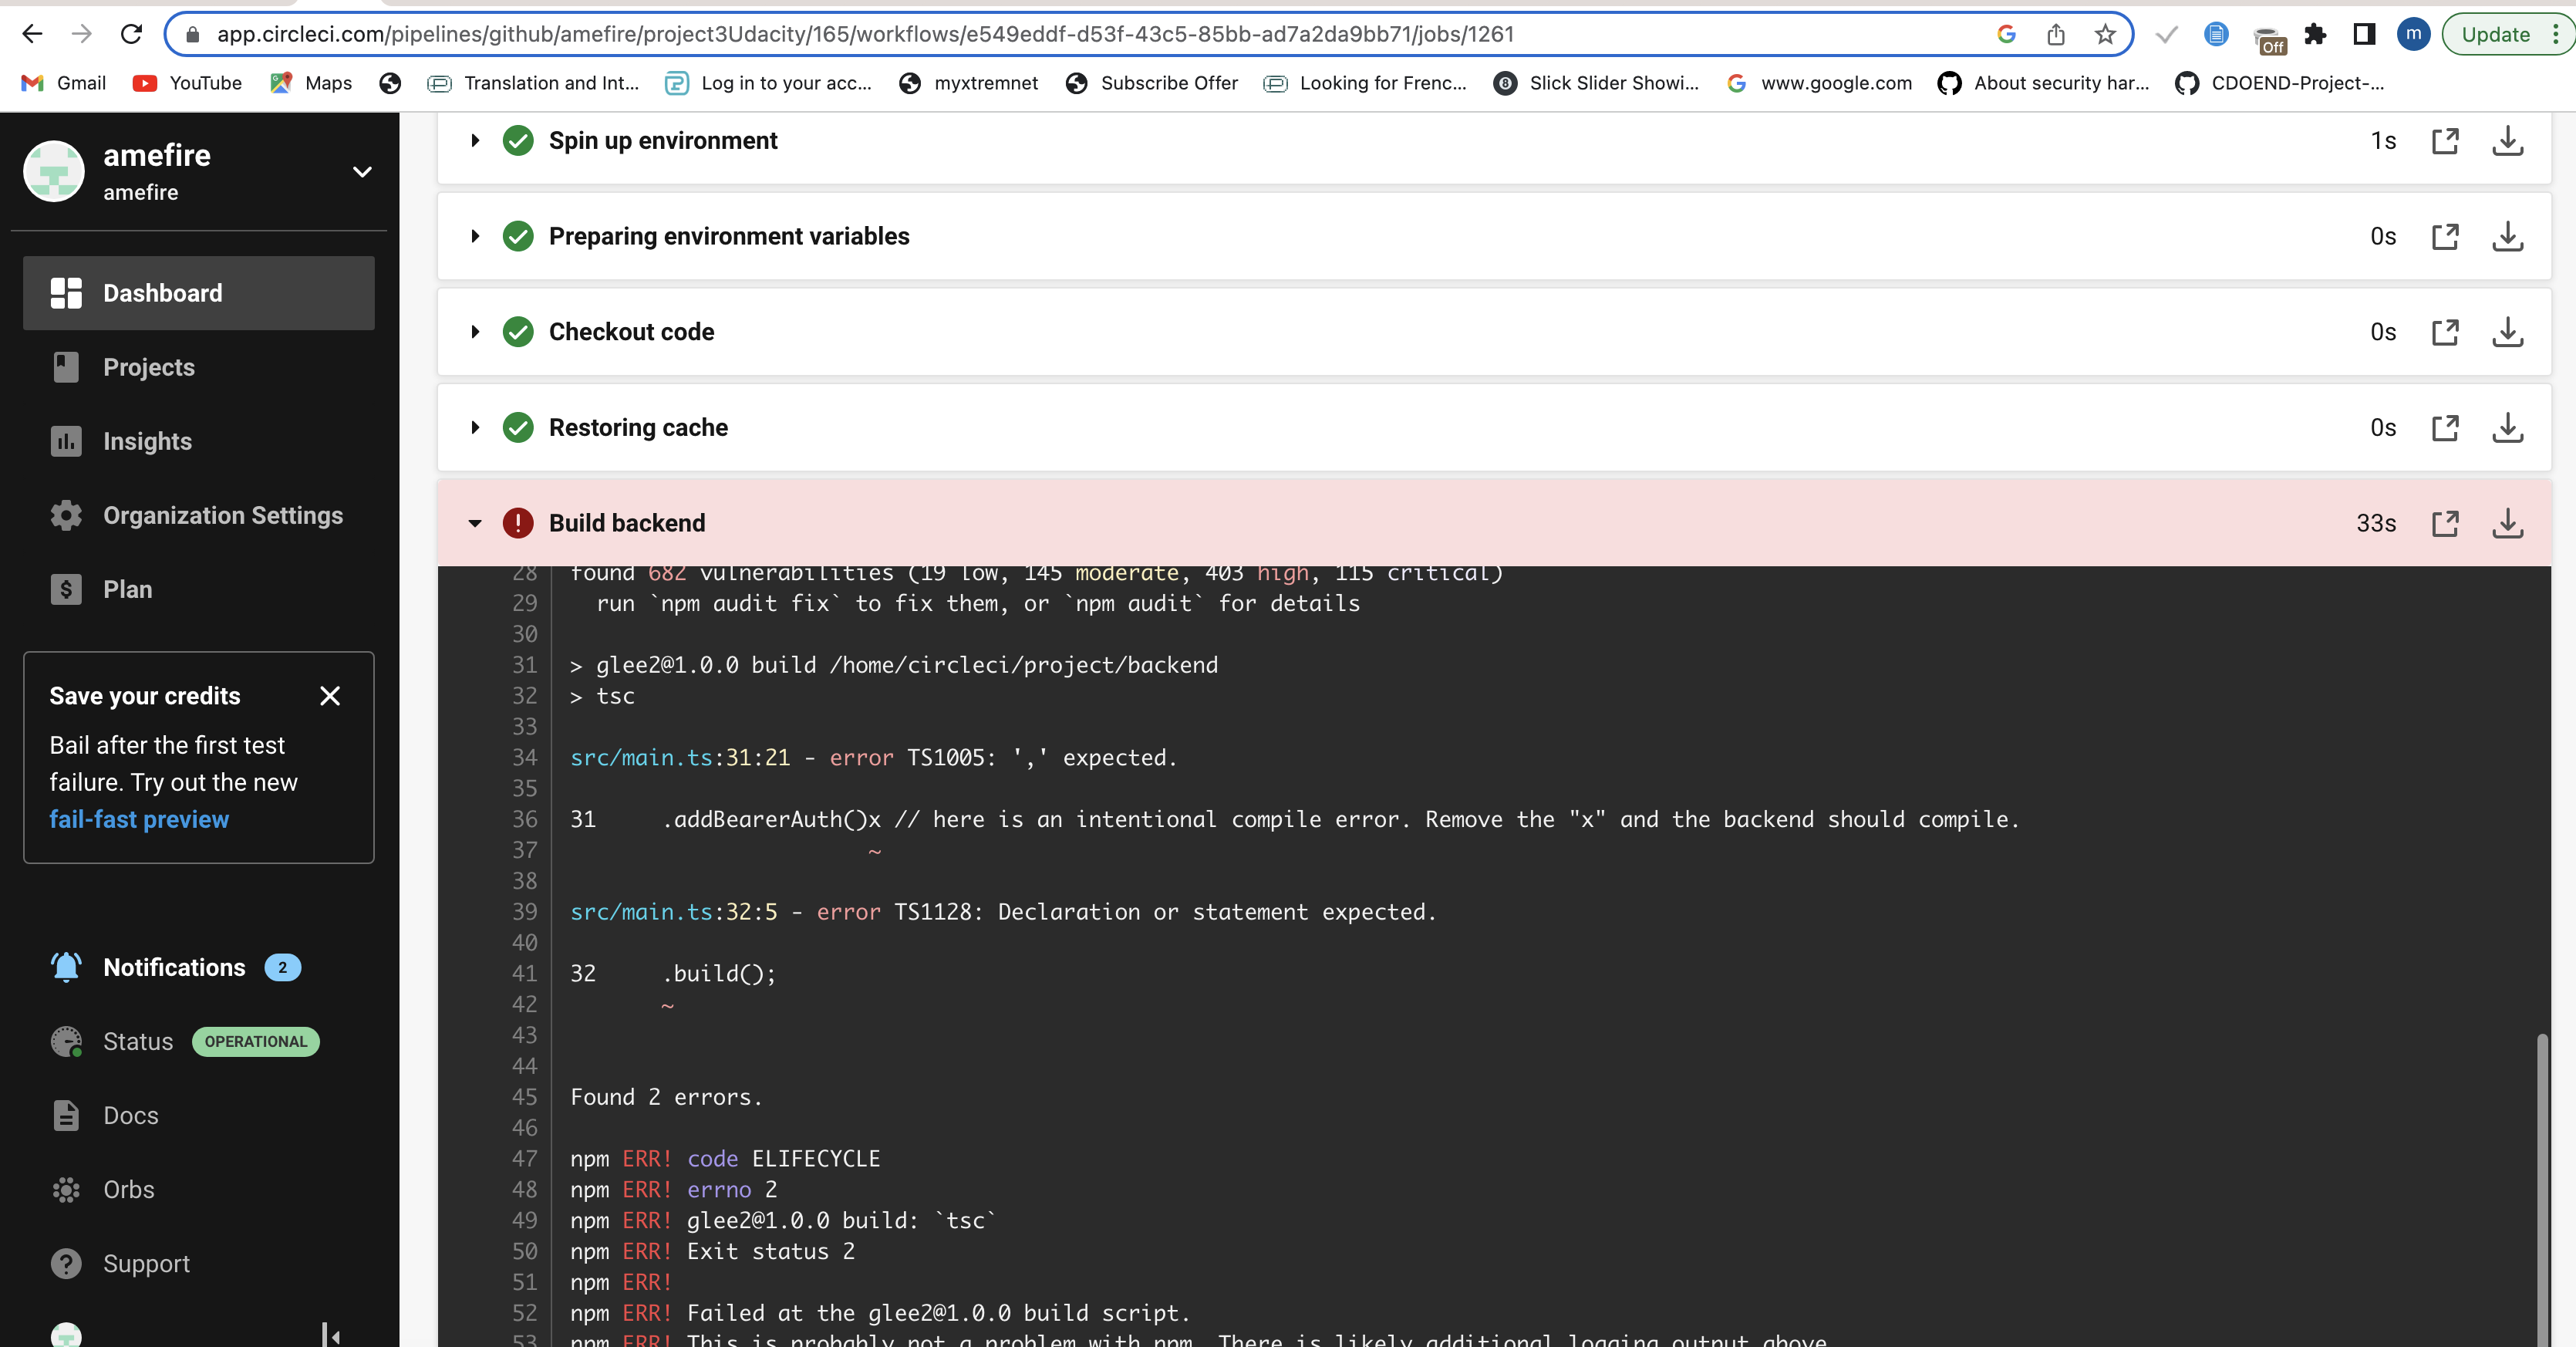 app.circleci.com/pipelines/github/amefire/project3Udacity/165/workflows/e549eddf-d53f-43c5-85bb-ad7a2da9bb71/jobs/1261
Off
m
Update
Gmail
YouTube
Maps
Translation and Int...
Log in to your acc...
myxtremnet
Subscribe Offer
Looking for Frenc...
Slick Slider Showi...
www.google.com
About security har...
CDOEND-Project-...
amefire
amefire
Dashboard
Projects
Insights
Organization Settings
Plan
Save your credits
Bail after the first test
failure. Try out the new
fail-fast preview
Notifications 2
Status OPERATIONAL
Docs
Orbs
Support
Spin up environment 1s
Preparing environment variables 0s
Checkout code 0s
Restoring cache 0s
Build backend 33s
28 found 682 vulnerabilities (19 low, 145 moderate, 403 high, 115 critical)
29 run `npm audit fix` to fix them, or `npm audit` for details
30
31 > glee2@1.0.0 build /home/circleci/project/backend
32 > tsc
33
34 src/main.ts:31:21 - error TS1005: ',' expected.
35
36 31 .addBearerAuth()x // here is an intentional compile error. Remove the "x" and the backend should compile.
37 ~
38
39 src/main.ts:32:5 - error TS1128: Declaration or statement expected.
40
41 32 .build();
42 ~
43
44
45 Found 2 errors.
46
47 npm ERR! code ELIFECYCLE
48 npm ERR! errno 2
49 npm ERR! glee2@1.0.0 build: `tsc`
50 npm ERR! Exit status 2
51 npm ERR!
52 npm ERR! Failed at the glee2@1.0.0 build script.
53 npm ERR! This is probably not a problem with npm. There is likely additional logging output above.